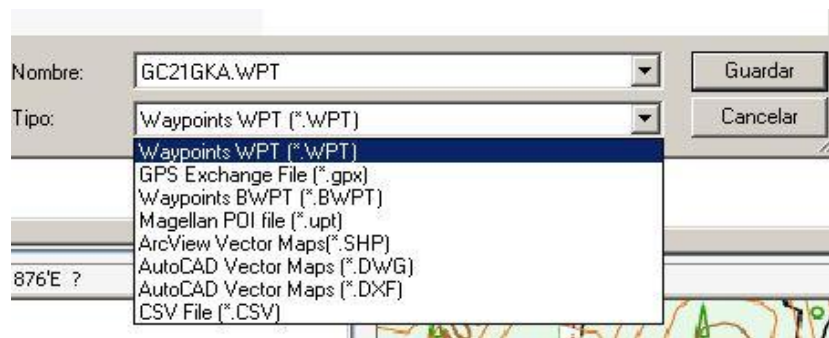 Nombre: GC21GKA.WPT Guardar
Tipo: Waypoints WPT (*.WPT) Cancelar
Waypoints WPT (*.WPT)
GPS Exchange File (*.gpx)
Waypoints BWPT (*.BWPT)
Magellan POI file (*.upt)
ArcView Vector Maps(*.SHP)
AutoCAD Vector Maps (*.DWG)
876'E ?
AutoCAD Vector Maps (*.DXF)
CSV File (*.CSV)